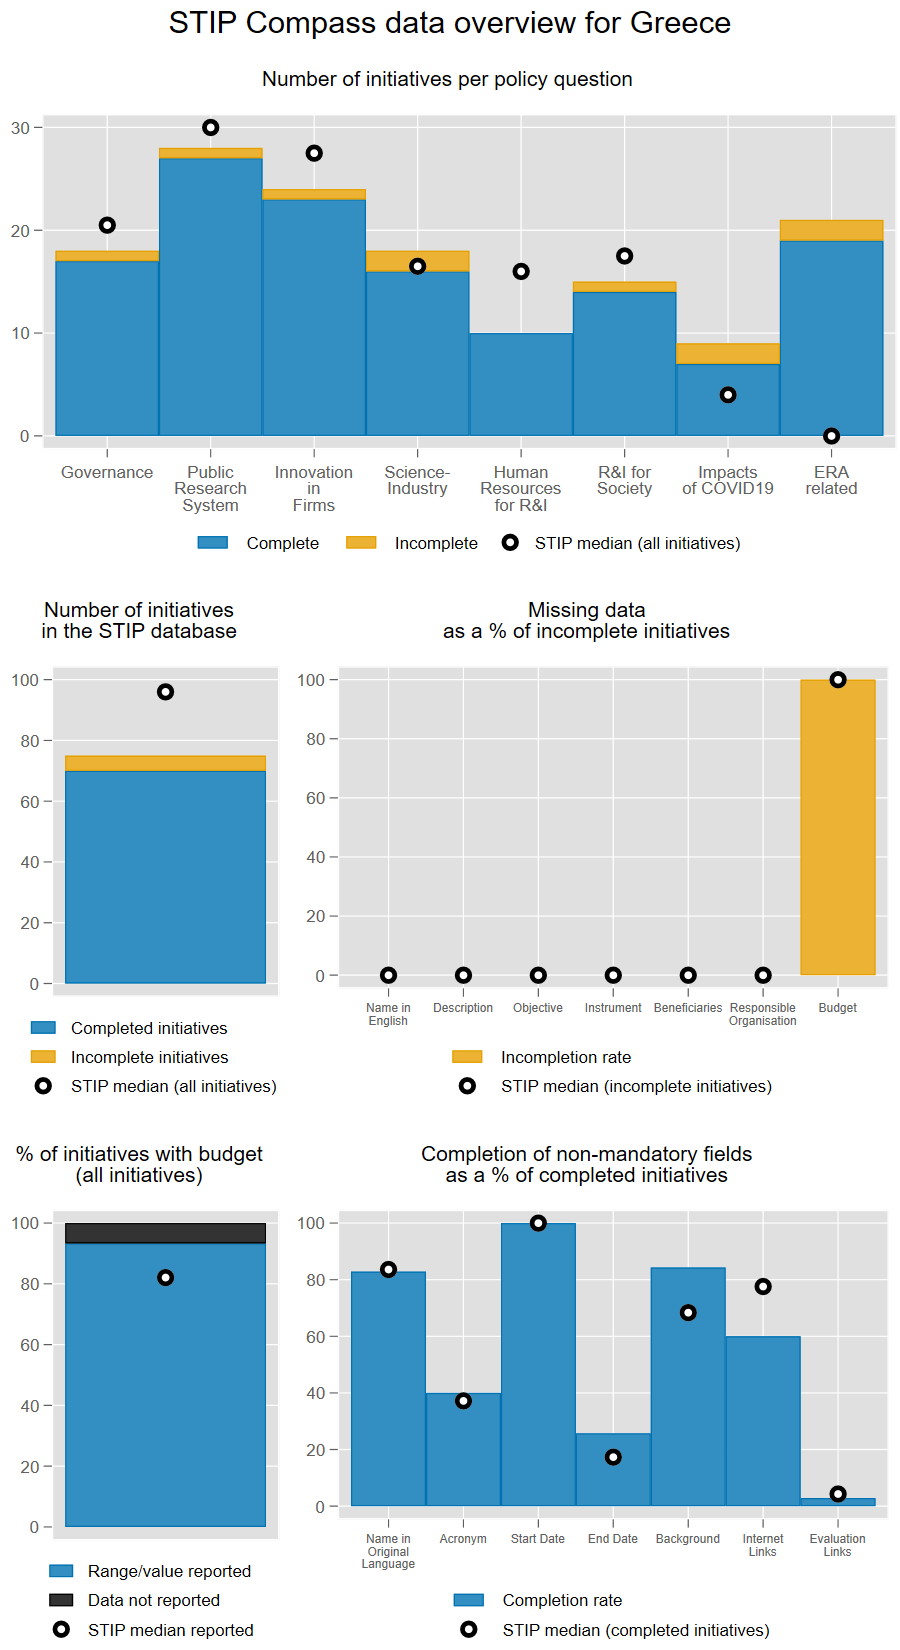 STIP Compass data overview for Greece
Number of initiatives per policy question
30
20
10
0
Governance
Public
Research
System
Innovation
in
Firms
Science-
Industry
Human
Resources
for R&I
R&I for
Society
Impacts
of COVID19
ERA
related
Complete
Incomplete
STIP median (all initiatives)
Number of initiatives
in the STIP database
100
80
60
40
20
0
Completed initiatives
Incomplete initiatives
STIP median (all initiatives)
Missing data
as a % of incomplete initiatives
100
80
60
40
20
0
Name in
English
Description
Objective
Instrument
Beneficiaries
Responsible
Organisation
Budget
Incompletion rate
STIP median (incomplete initiatives)
% of initiatives with budget
(all initiatives)
100
80
60
40
20
0
Range/value reported
Data not reported
STIP median reported
Completion of non-mandatory fields
as a % of completed initiatives
100
80
60
40
20
0
Name in
Original
Language
Acronym
Start Date
End Date
Background
Internet
Links
Evaluation
Links
Completion rate
STIP median (completed initiatives)